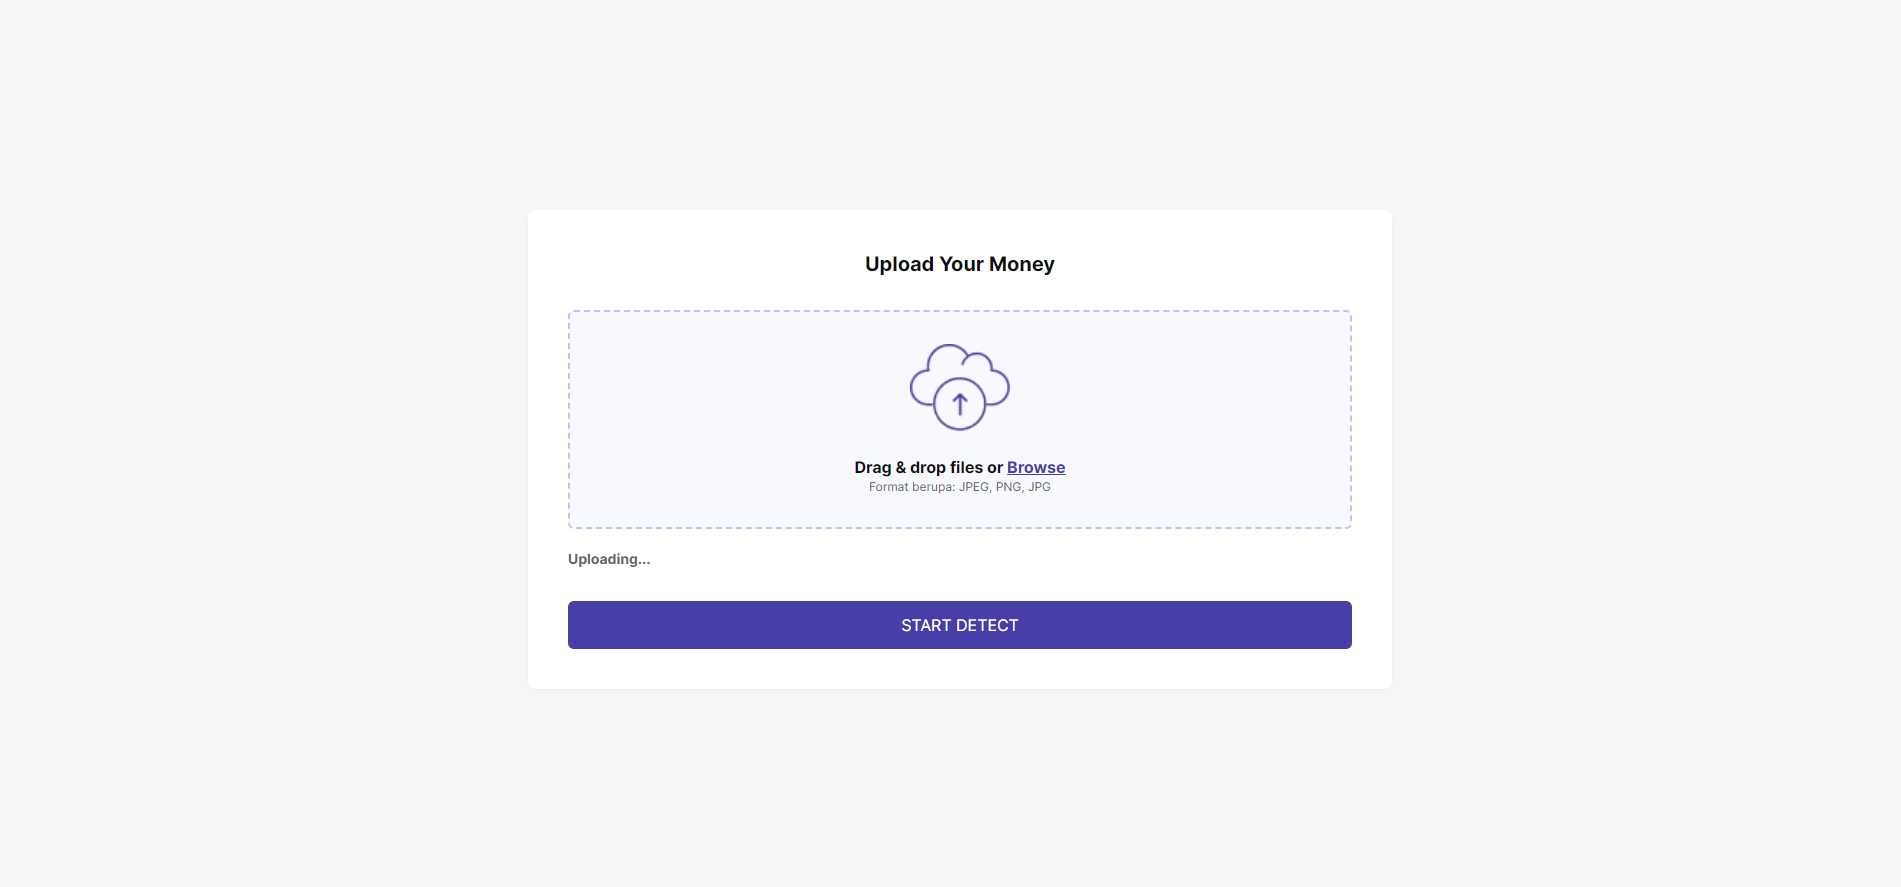 Upload Your Money
Drag & drop files or Browse
Format berupa: JPEG, PNG, JPG
Uploading...
START DETECT